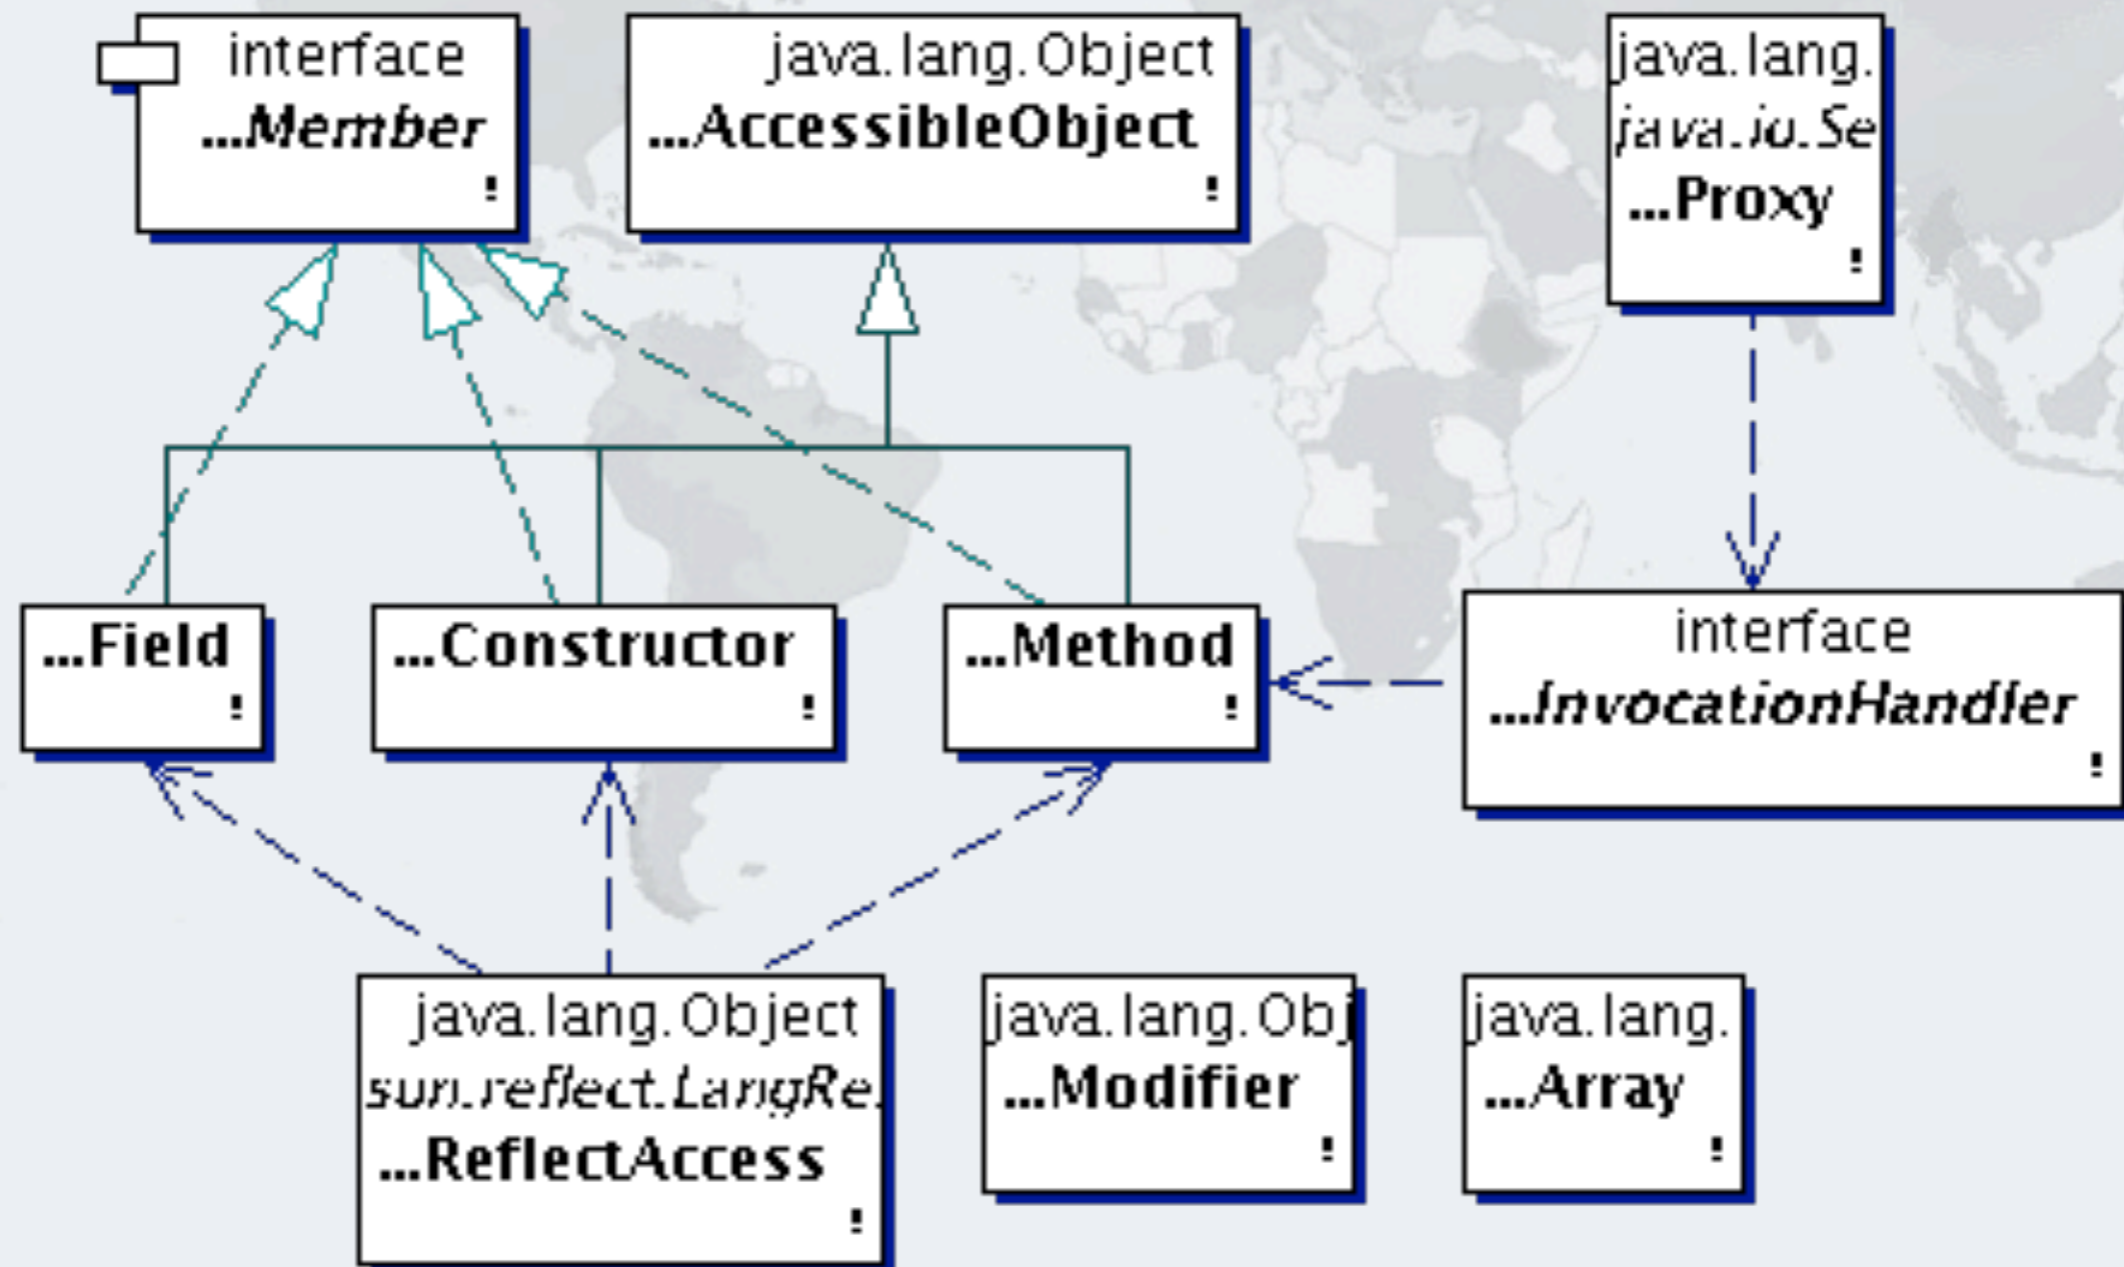 interface
...Member
!
java.lang.Object
...AccessibleObject
!
java.lang.
java.io.Se
...Proxy
!
...Field
!
...Constructor
!
...Method
!
interface
...InvocationHandler
!
java.lang.Object
sun.reflect.LangRe.
...ReflectAccess
!
java.lang.Obj
...Modifier
!
java.lang.
...Array
!